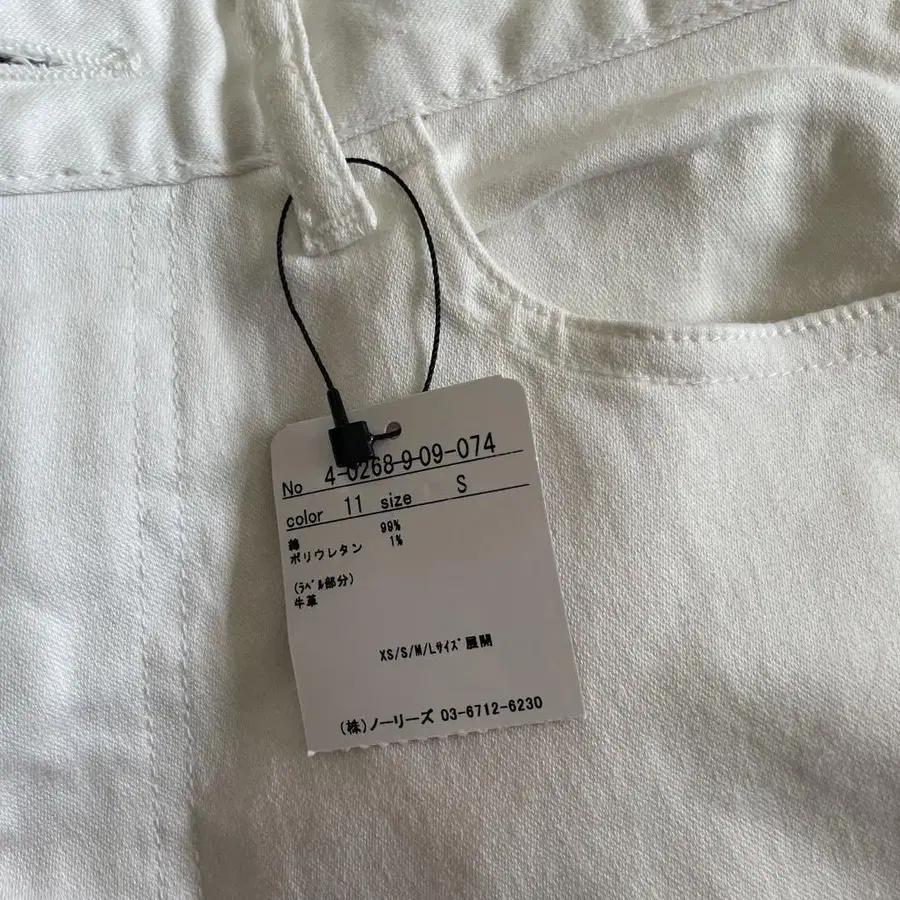 No 4-0268-9-09-074
color 11 size S
綿 99%
ポリウレタン 1%
(ﾗﾍﾞﾙ部分)
牛革
XS/S/M/Lｻｲｽﾞ展開
(株)ノーリーズ 03-6712-6230